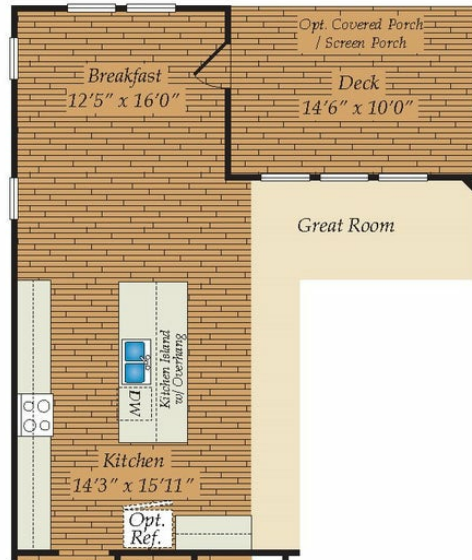 Opt. Covered Porch
/ Screen Porch
Breakfast
12'5" x 16'0"
Deck
14'6" x 10'0"
Great Room
Kitchen Island
w/ Overhang
DW
Kitchen
14'3" x 15'11"
Opt.
Ref.